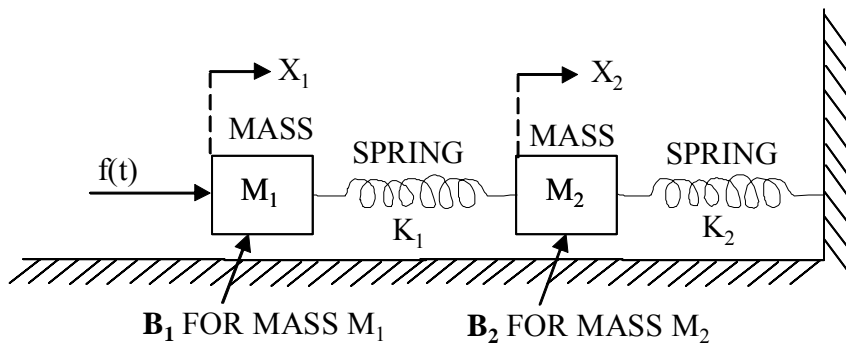 X₁
X₂
MASS
MASS
SPRING
SPRING
f(t)
M₁
M₂
K₁
K₂
B₁ FOR MASS M₁
B₂ FOR MASS M₂